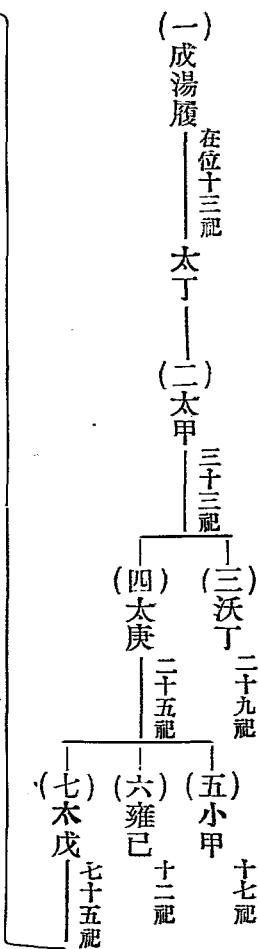 (一)成湯履
在位十三祀
太丁
(二)太甲
三十三祀
(三)沃丁
二十九祀
(四)太庚
二十五祀
(五)小甲
十七祀
(六)雍已
十二祀
(七)太戊
七十五祀